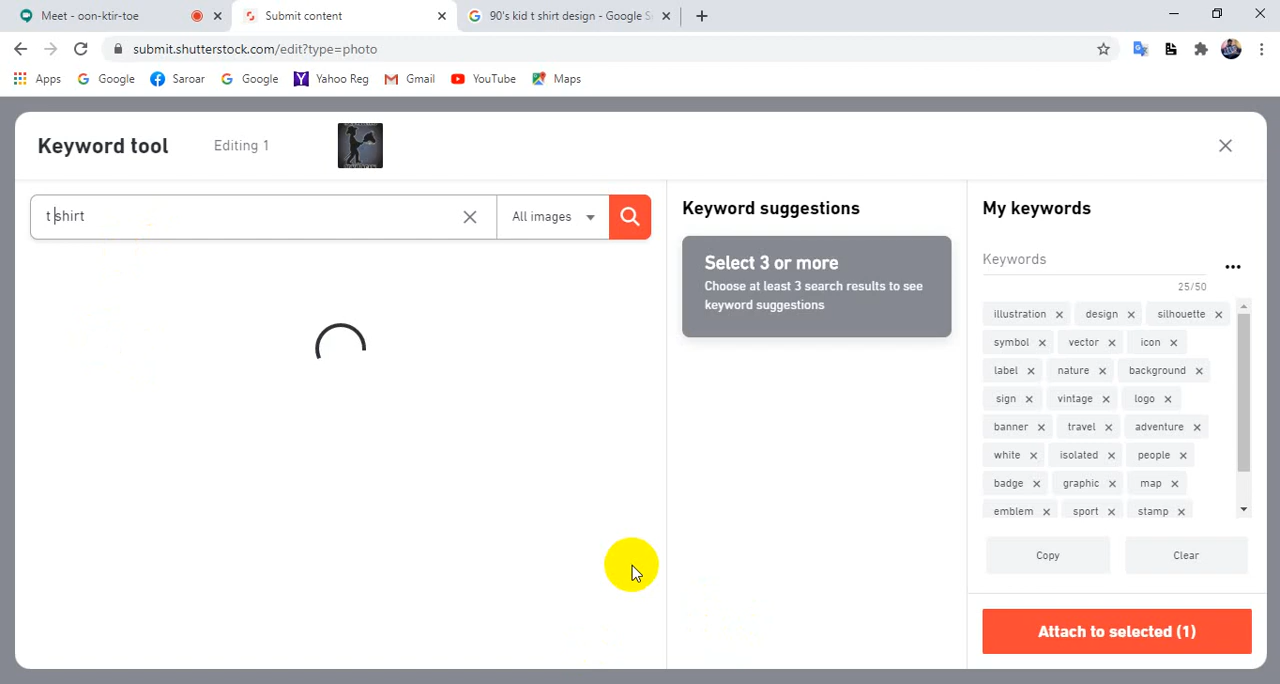 Meet - oon-ktir-toe
Submit content
90's kid t shirt design - Google S
submit.shutterstock.com/edit?type=photo
Apps
Google
Saroar
Google
Yahoo Reg
Gmail
YouTube
Maps
Keyword tool
Editing 1
t shirt
All images
Keyword suggestions
Select 3 or more
Choose at least 3 search results to see
keyword suggestions
My keywords
Keywords
25/50
illustration design silhouette
symbol vector icon
label nature background
sign vintage logo
banner travel adventure
white isolated people
badge graphic map
emblem sport stamp
Copy
Clear
Attach to selected (1)